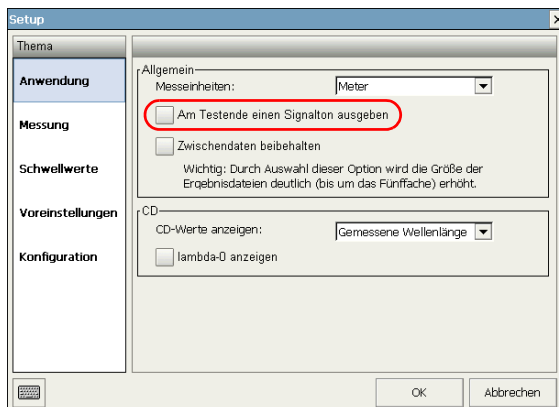 Setup
Thema
Anwendung
Messung
Schwellwerte
Voreinstellungen
Konfiguration
Allgemein
Messeinheiten:
Meter
Am Testende einen Signalton ausgeben
Zwischendaten beibehalten
Wichtig: Durch Auswahl dieser Option wird die Größe der
Ergebnisdateien deutlich (bis um das Fünffache) erhöht.
CD
CD-Werte anzeigen:
Gemessene Wellenlänge
lambda-0 anzeigen
OK
Abbrechen